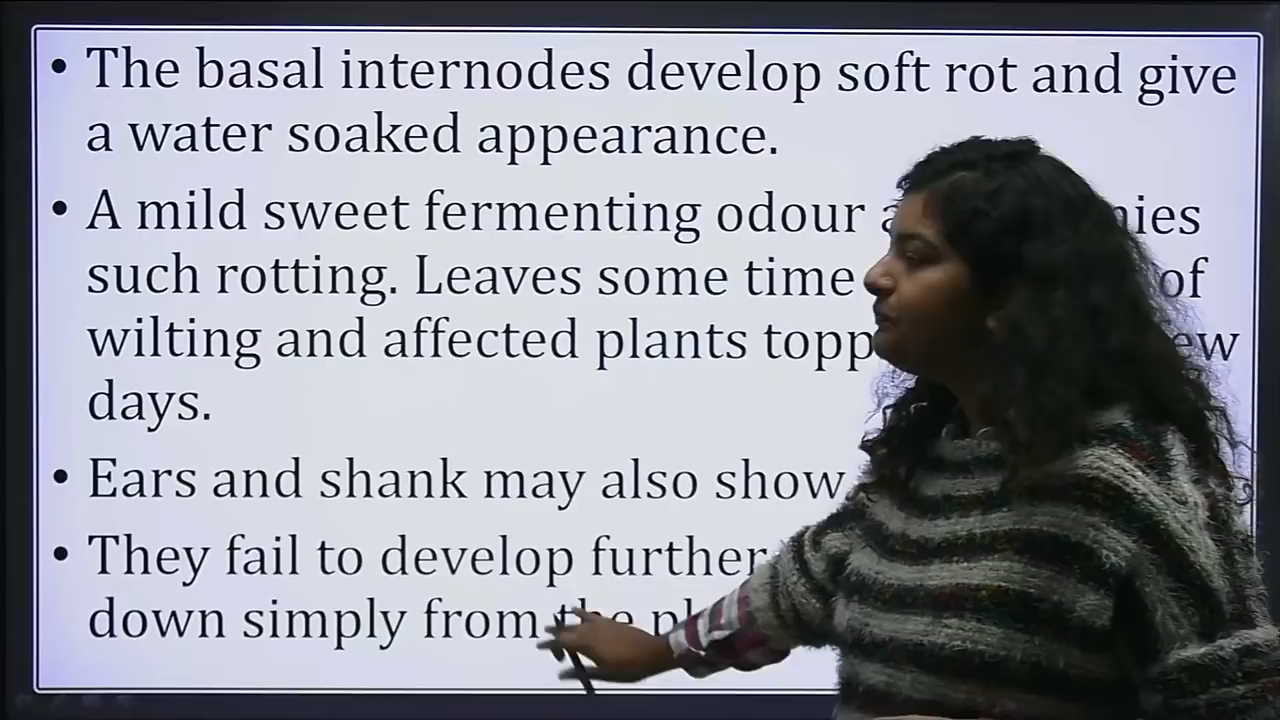 • The basal internodes develop soft rot and give
a water soaked appearance.
• A mild sweet fermenting odour
such rotting. Leaves some time of
wilting and affected plants
days.
• Ears and shank may also show
• They fail to develop further
down simply from the